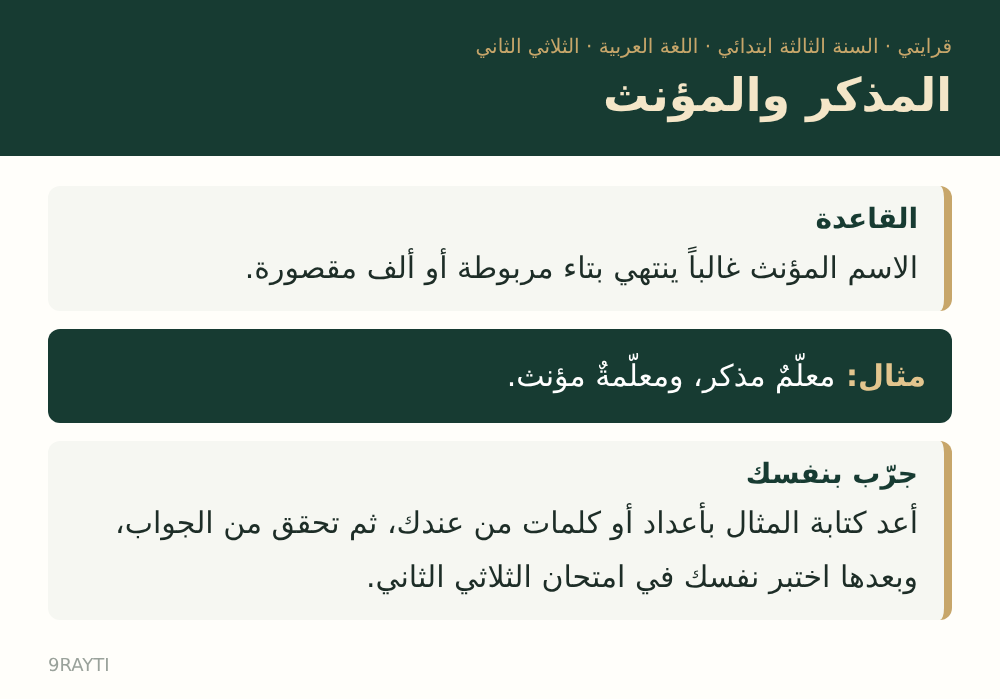 قرايتي · السنة الثالثة ابتدائي · اللغة العربية · الثلاثي الثاني
المذكر والمؤنث
القاعدة
الاسم المؤنث غالباً ينتهي بتاء مربوطة أو ألف مقصورة.
مثال: معلّمٌ مذكر، ومعلّمةٌ مؤنث.
جرّب بنفسك
أعد كتابة المثال بأعداد أو كلمات من عندك، ثم تحقق من الجواب،
وبعدها اختبر نفسك في امتحان الثلاثي الثاني.
9RAYTI